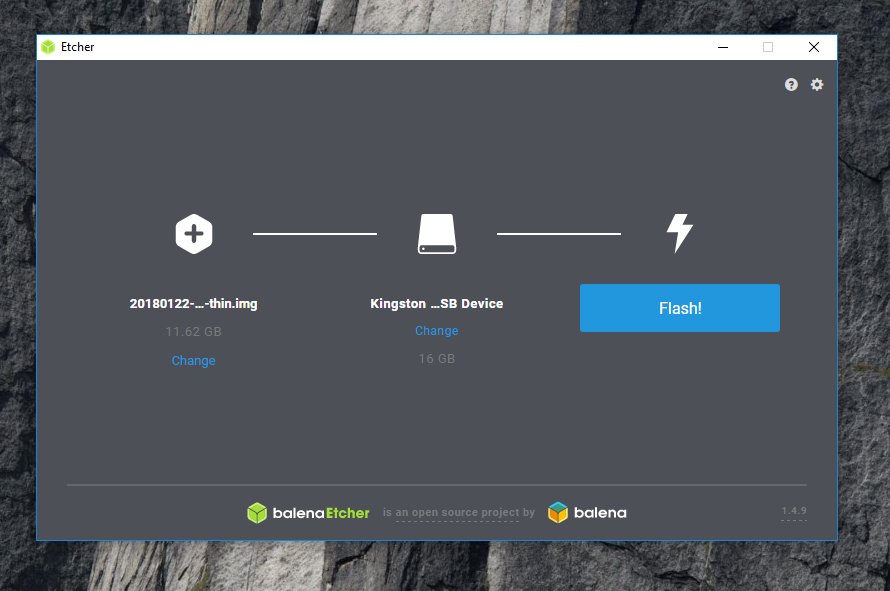 Etcher
20180122-...-thin.img
11.62 GB
Change
Kingston ...SB Device
Change
16 GB
Flash!
balenaEtcher is an open source project by balena
1.4.9